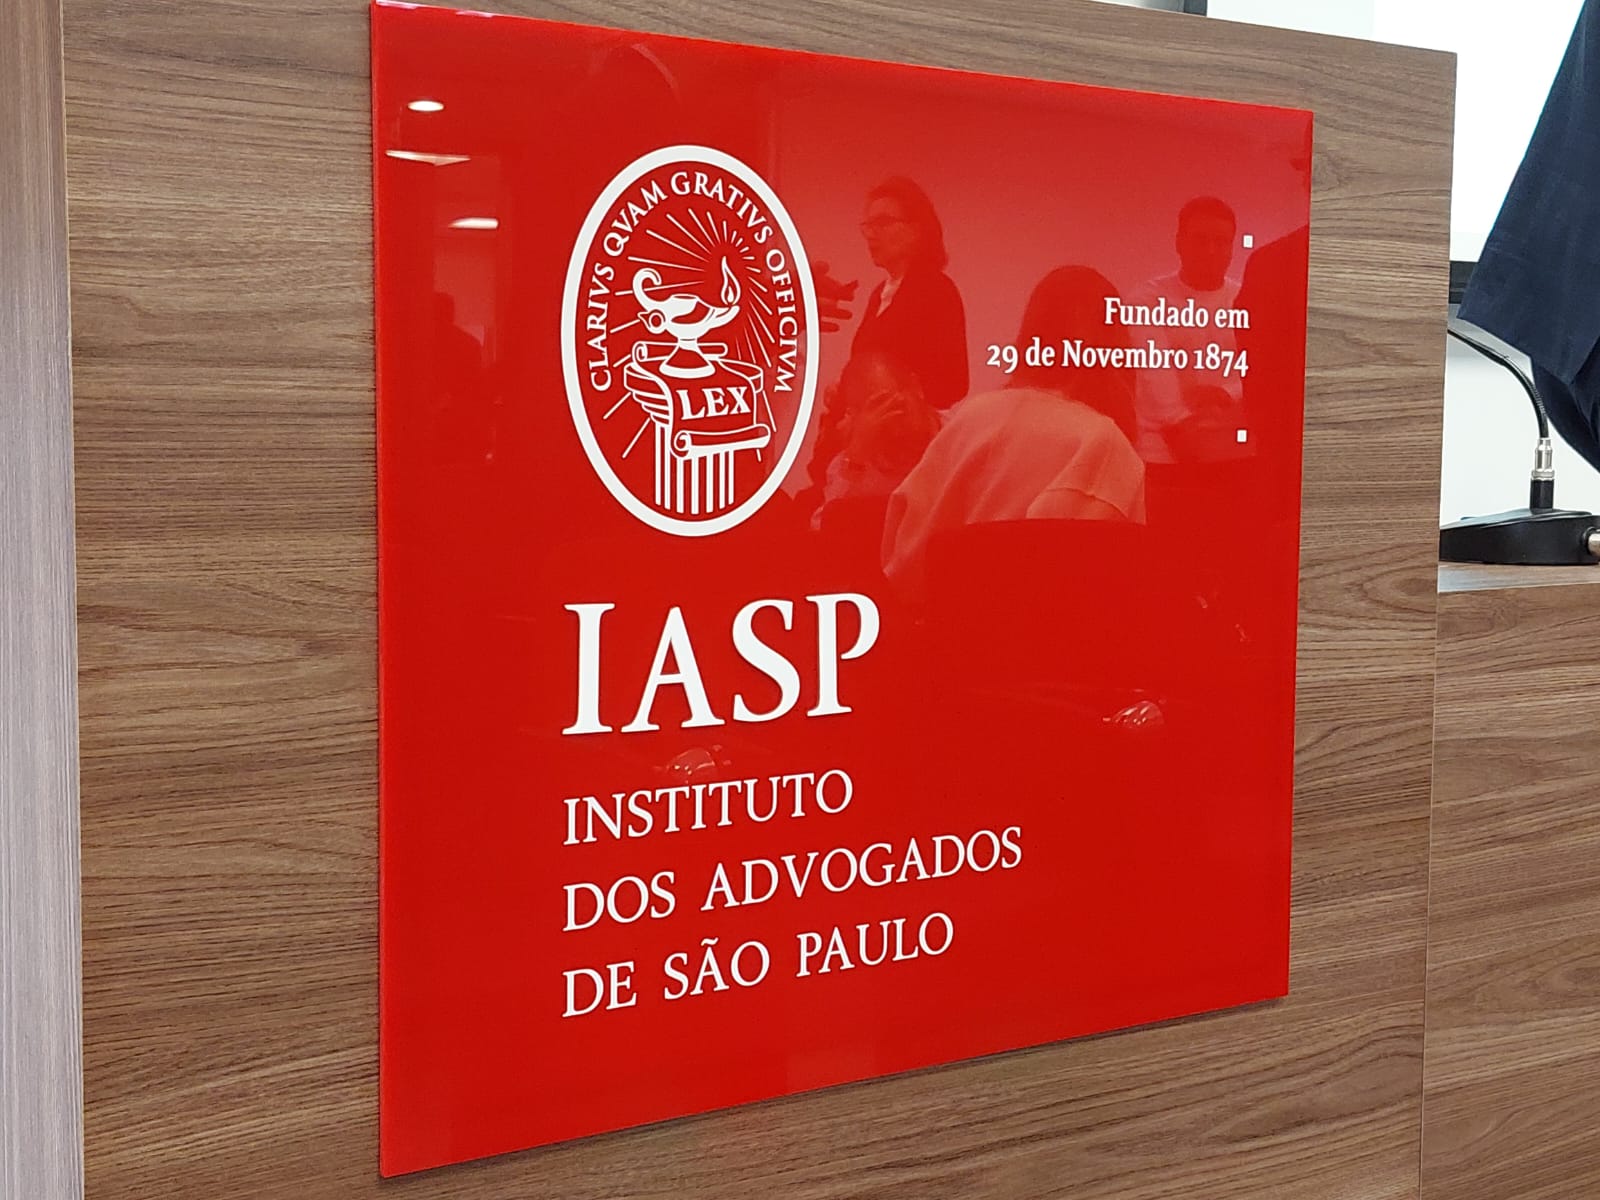 CLARIVS QVAM GRATIVS OFFICIVM
LEX
Fundado em
29 de Novembro 1874
IASP
INSTITUTO
DOS ADVOGADOS
DE SÃO PAULO